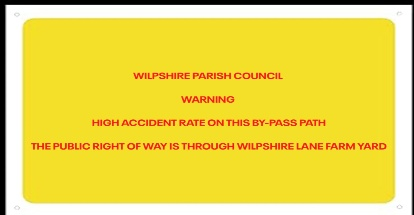 WILPSHIRE PARISH COUNCIL
WARNING
HIGH ACCIDENT RATE ON THIS BY-PASS PATH
THE PUBLIC RIGHT OF WAY IS THROUGH WILPSHIRE LANE FARM YARD